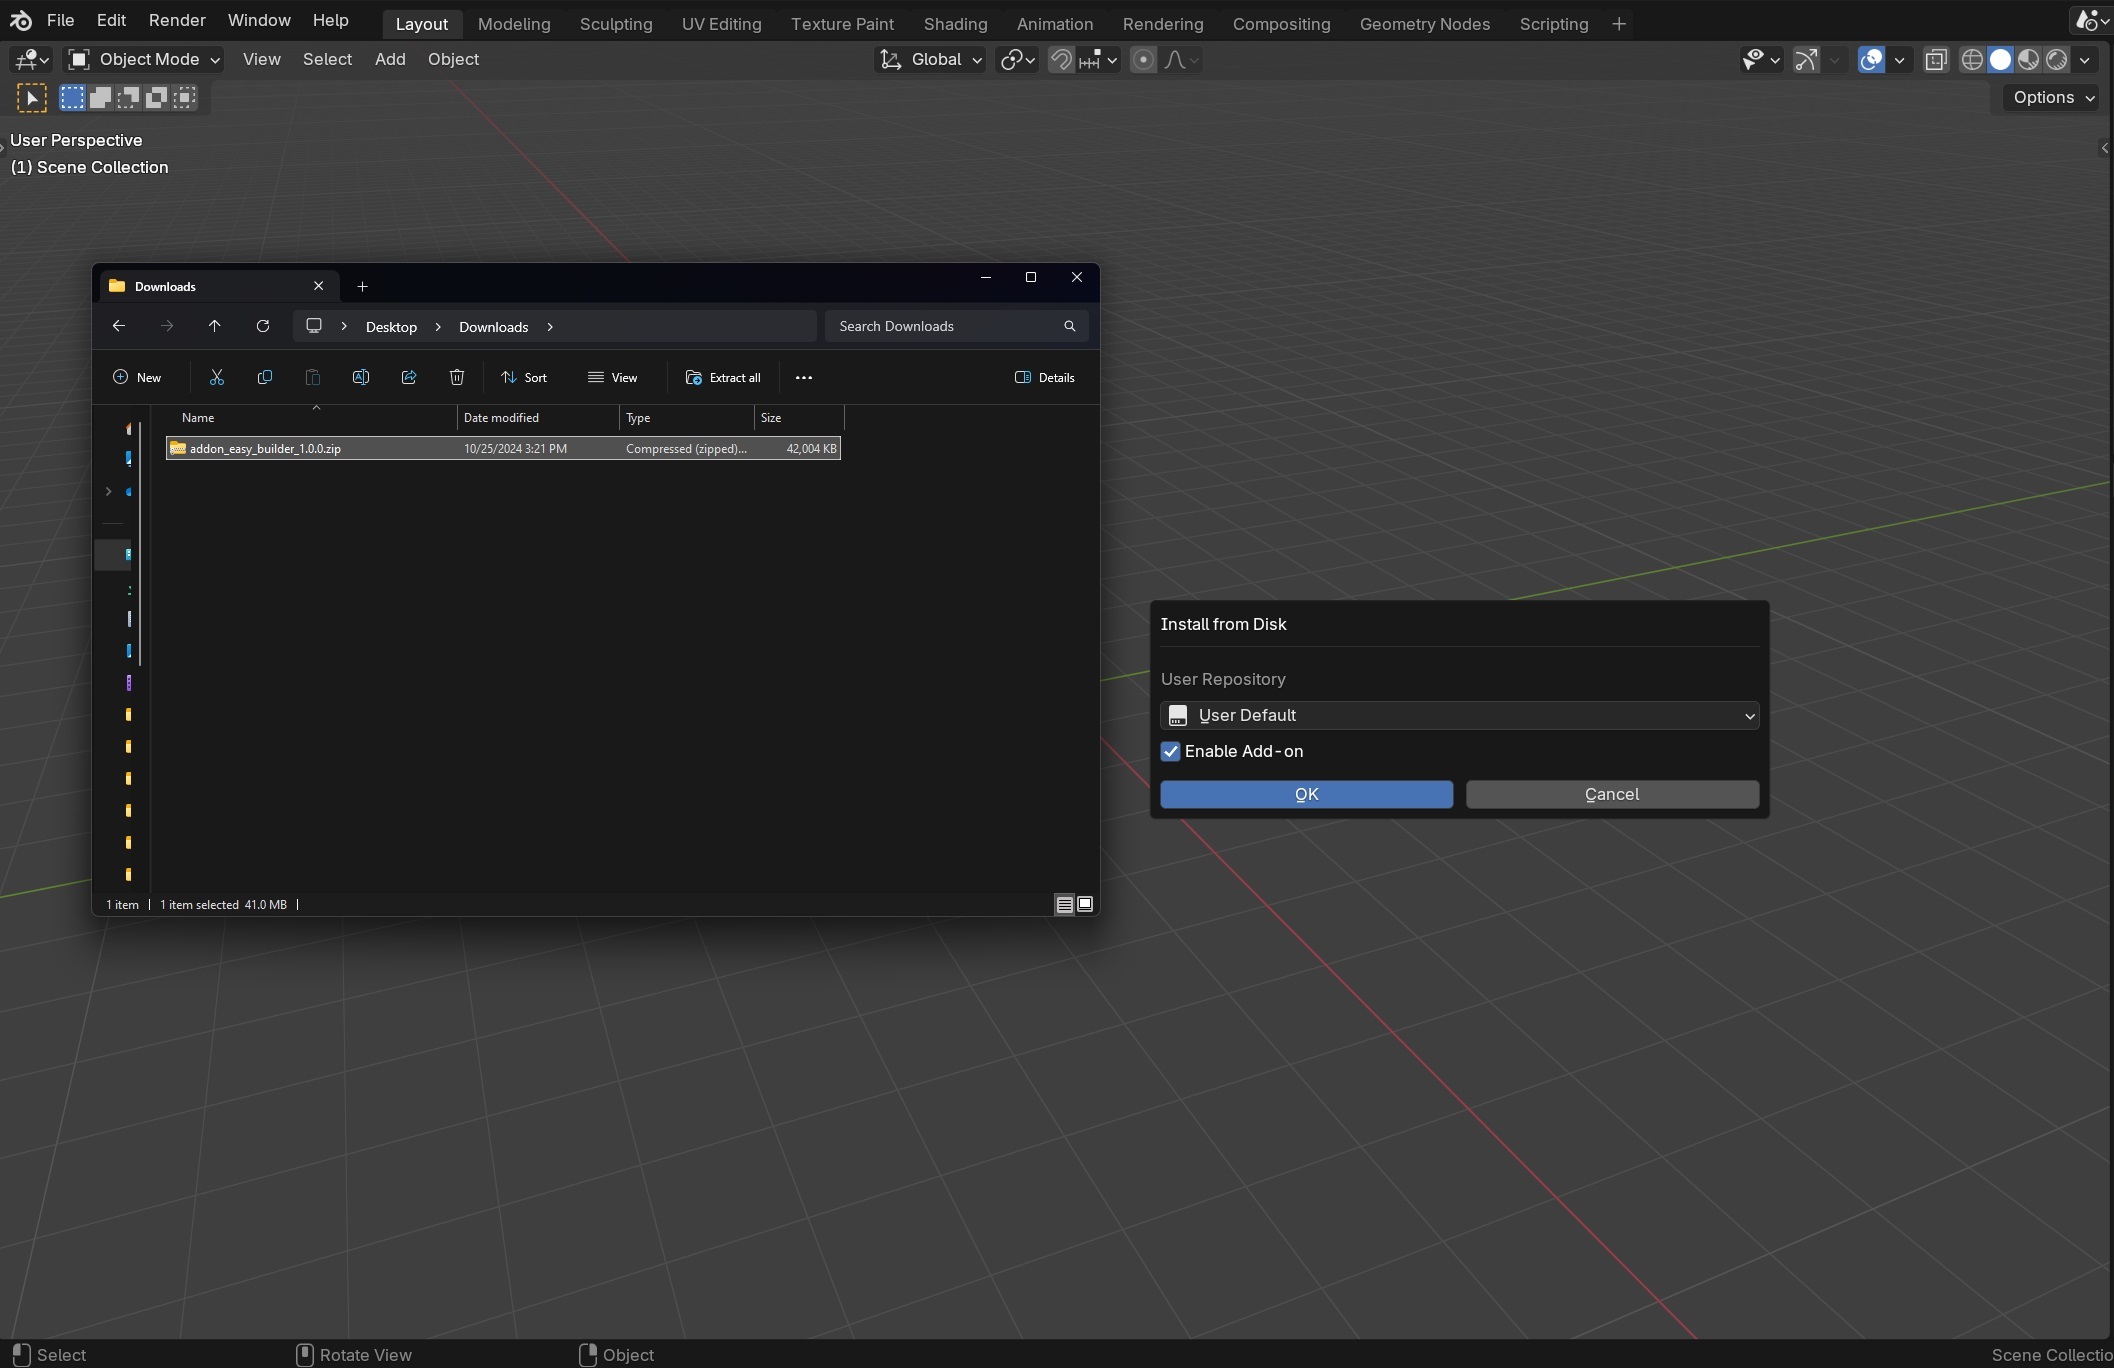 File Edit Render Window Help Layout Modeling Sculpting UV Editing Texture Paint Shading Animation Rendering Compositing Geometry Nodes Scripting +
Object Mode View Select Add Object Global
Options
User Perspective
(1) Scene Collection
Downloads
Desktop > Downloads > Search Downloads
New Sort View Extract all ... Details
Name Date modified Type Size
addon_easy_builder_1.0.0.zip 10/25/2024 3:21 PM Compressed (zipped)... 42,004 KB
1 item 1 item selected 41.0 MB
Install from Disk
User Repository
User Default
Enable Add-on
OK Cancel
Select Rotate View Object Scene Collectio